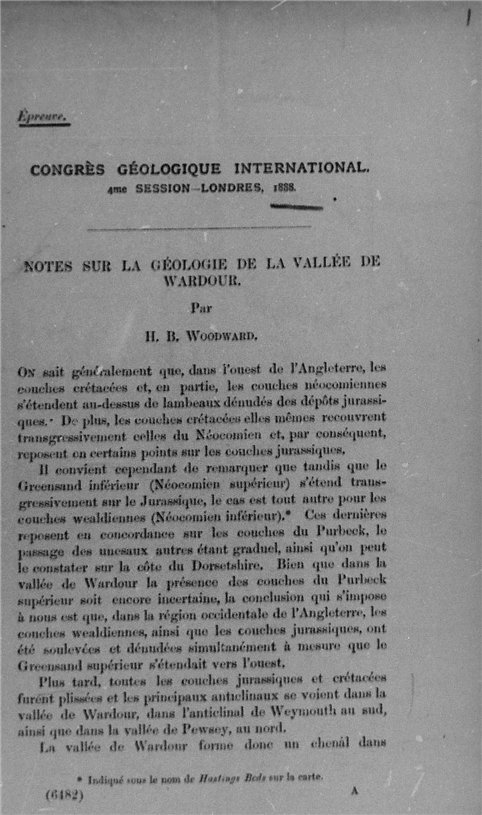 1
Épreuve.
CONGRÈS GÉOLOGIQUE INTERNATIONAL.
4me SESSION—LONDRES, 1888.
NOTES SUR LA GÉOLOGIE DE LA VALLÉE DE
WARDOUR.
Par
H. B. WOODWARD.
ON sait généralement que, dans l'ouest de l'Angleterre, les
couches crétacées et, en partie, les couches néocomiennes
s'étendent au-dessus de lambeaux dénudés des dépôts jurassi-
ques. De plus, les couches crétacées elles mêmes recouvrent
transgressivement celles du Néocomien et, par conséquent,
reposent en certains points sur les couches jurassiques.
Il convient cependant de remarquer que tandis que le
Greensand inférieur (Néocomien supérieur) s'étend trans-
gressivement sur le Jurassique, le cas est tout autre pour les
couches wealdiennes (Néocomien inférieur).* Ces dernières
reposent en concordance sur les couches du Purbeck, le
passage des unesaux autres étant graduel, ainsi qu'on peut
le constater sur la côte du Dorsetshire. Bien que dans la
vallée de Wardour la présence des couches du Purbeck
supérieur soit encore incertaine, la conclusion qui s'impose
à nous est que, dans la région occidentale de l'Angleterre, les
couches wealdiennes, ainsi que les couches jurassiques, ont
été soulevées et dénudées simultanément à mesure que le
Greensand supérieur s'étendait vers l'ouest.
Plus tard, toutes les couches jurassiques et crétacées
furent plissées et les principaux anticlinaux se voient dans la
vallée de Wardour, dans l'anticlinal de Weymouth au sud,
ainsi que dans la vallée de Pewsey, au nord.
La vallée de Wardour forme donc un chenâl dans
* Indiqué sous le nom de Hastings Beds sur la carte.
(6482) A